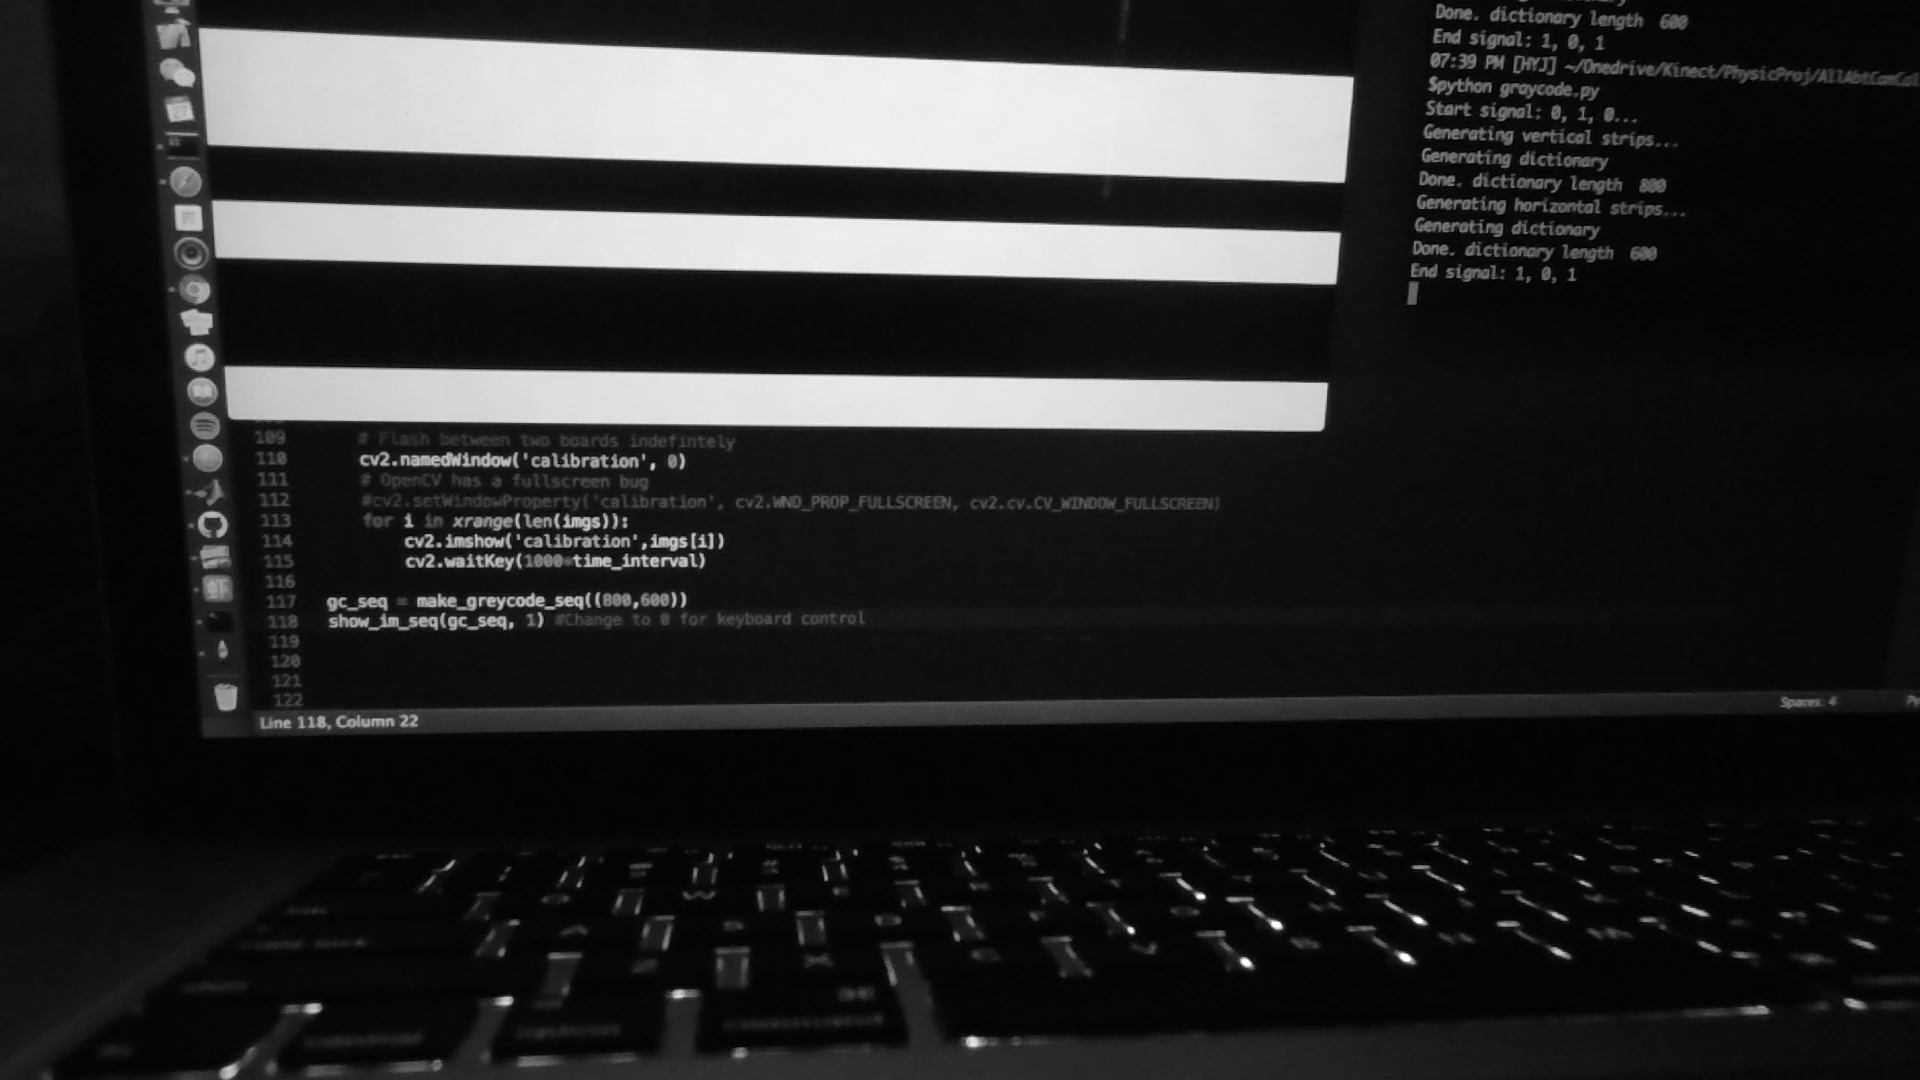 Done. dictionary length 600
End signal: 1, 0, 1
07:39 PM [HYJ] ~/Onedrive/Kinect/PhysicProj/AllAbtCamCal
$python graycode.py
Start signal: 0, 1, 0...
Generating vertical strips...
Generating dictionary
Done. dictionary length 800
Generating horizontal strips...
Generating dictionary
Done. dictionary length 600
End signal: 1, 0, 1
109 # Flash between two boards indefintely
110 cv2.namedWindow('calibration', 0)
111 # OpenCV has a fullscreen bug
112 #cv2.setWindowProperty('calibration', cv2.WND_PROP_FULLSCREEN, cv2.cv.CV_WINDOW_FULLSCREEN)
113 for i in xrange(len(imgs)):
114 cv2.imshow('calibration',imgs[i])
115 cv2.waitKey(1000*time_interval)
116
117 gc_seq = make_greycode_seq((800,600))
118 show_im_seq(gc_seq, 1) #Change to 0 for keyboard control
119
120
121
122
Line 118, Column 22
Spaces: 4